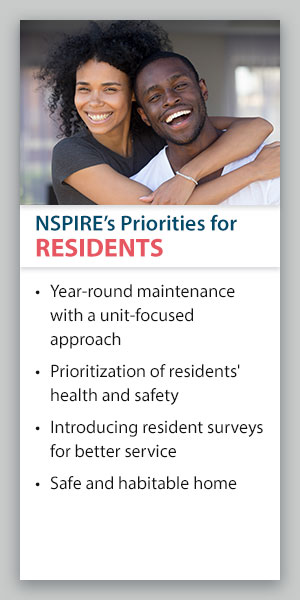 NSPIRE's Priorities for
RESIDENTS
• Year-round maintenance
with a unit-focused
approach
• Prioritization of residents'
health and safety
• Introducing resident surveys
for better service
• Safe and habitable home